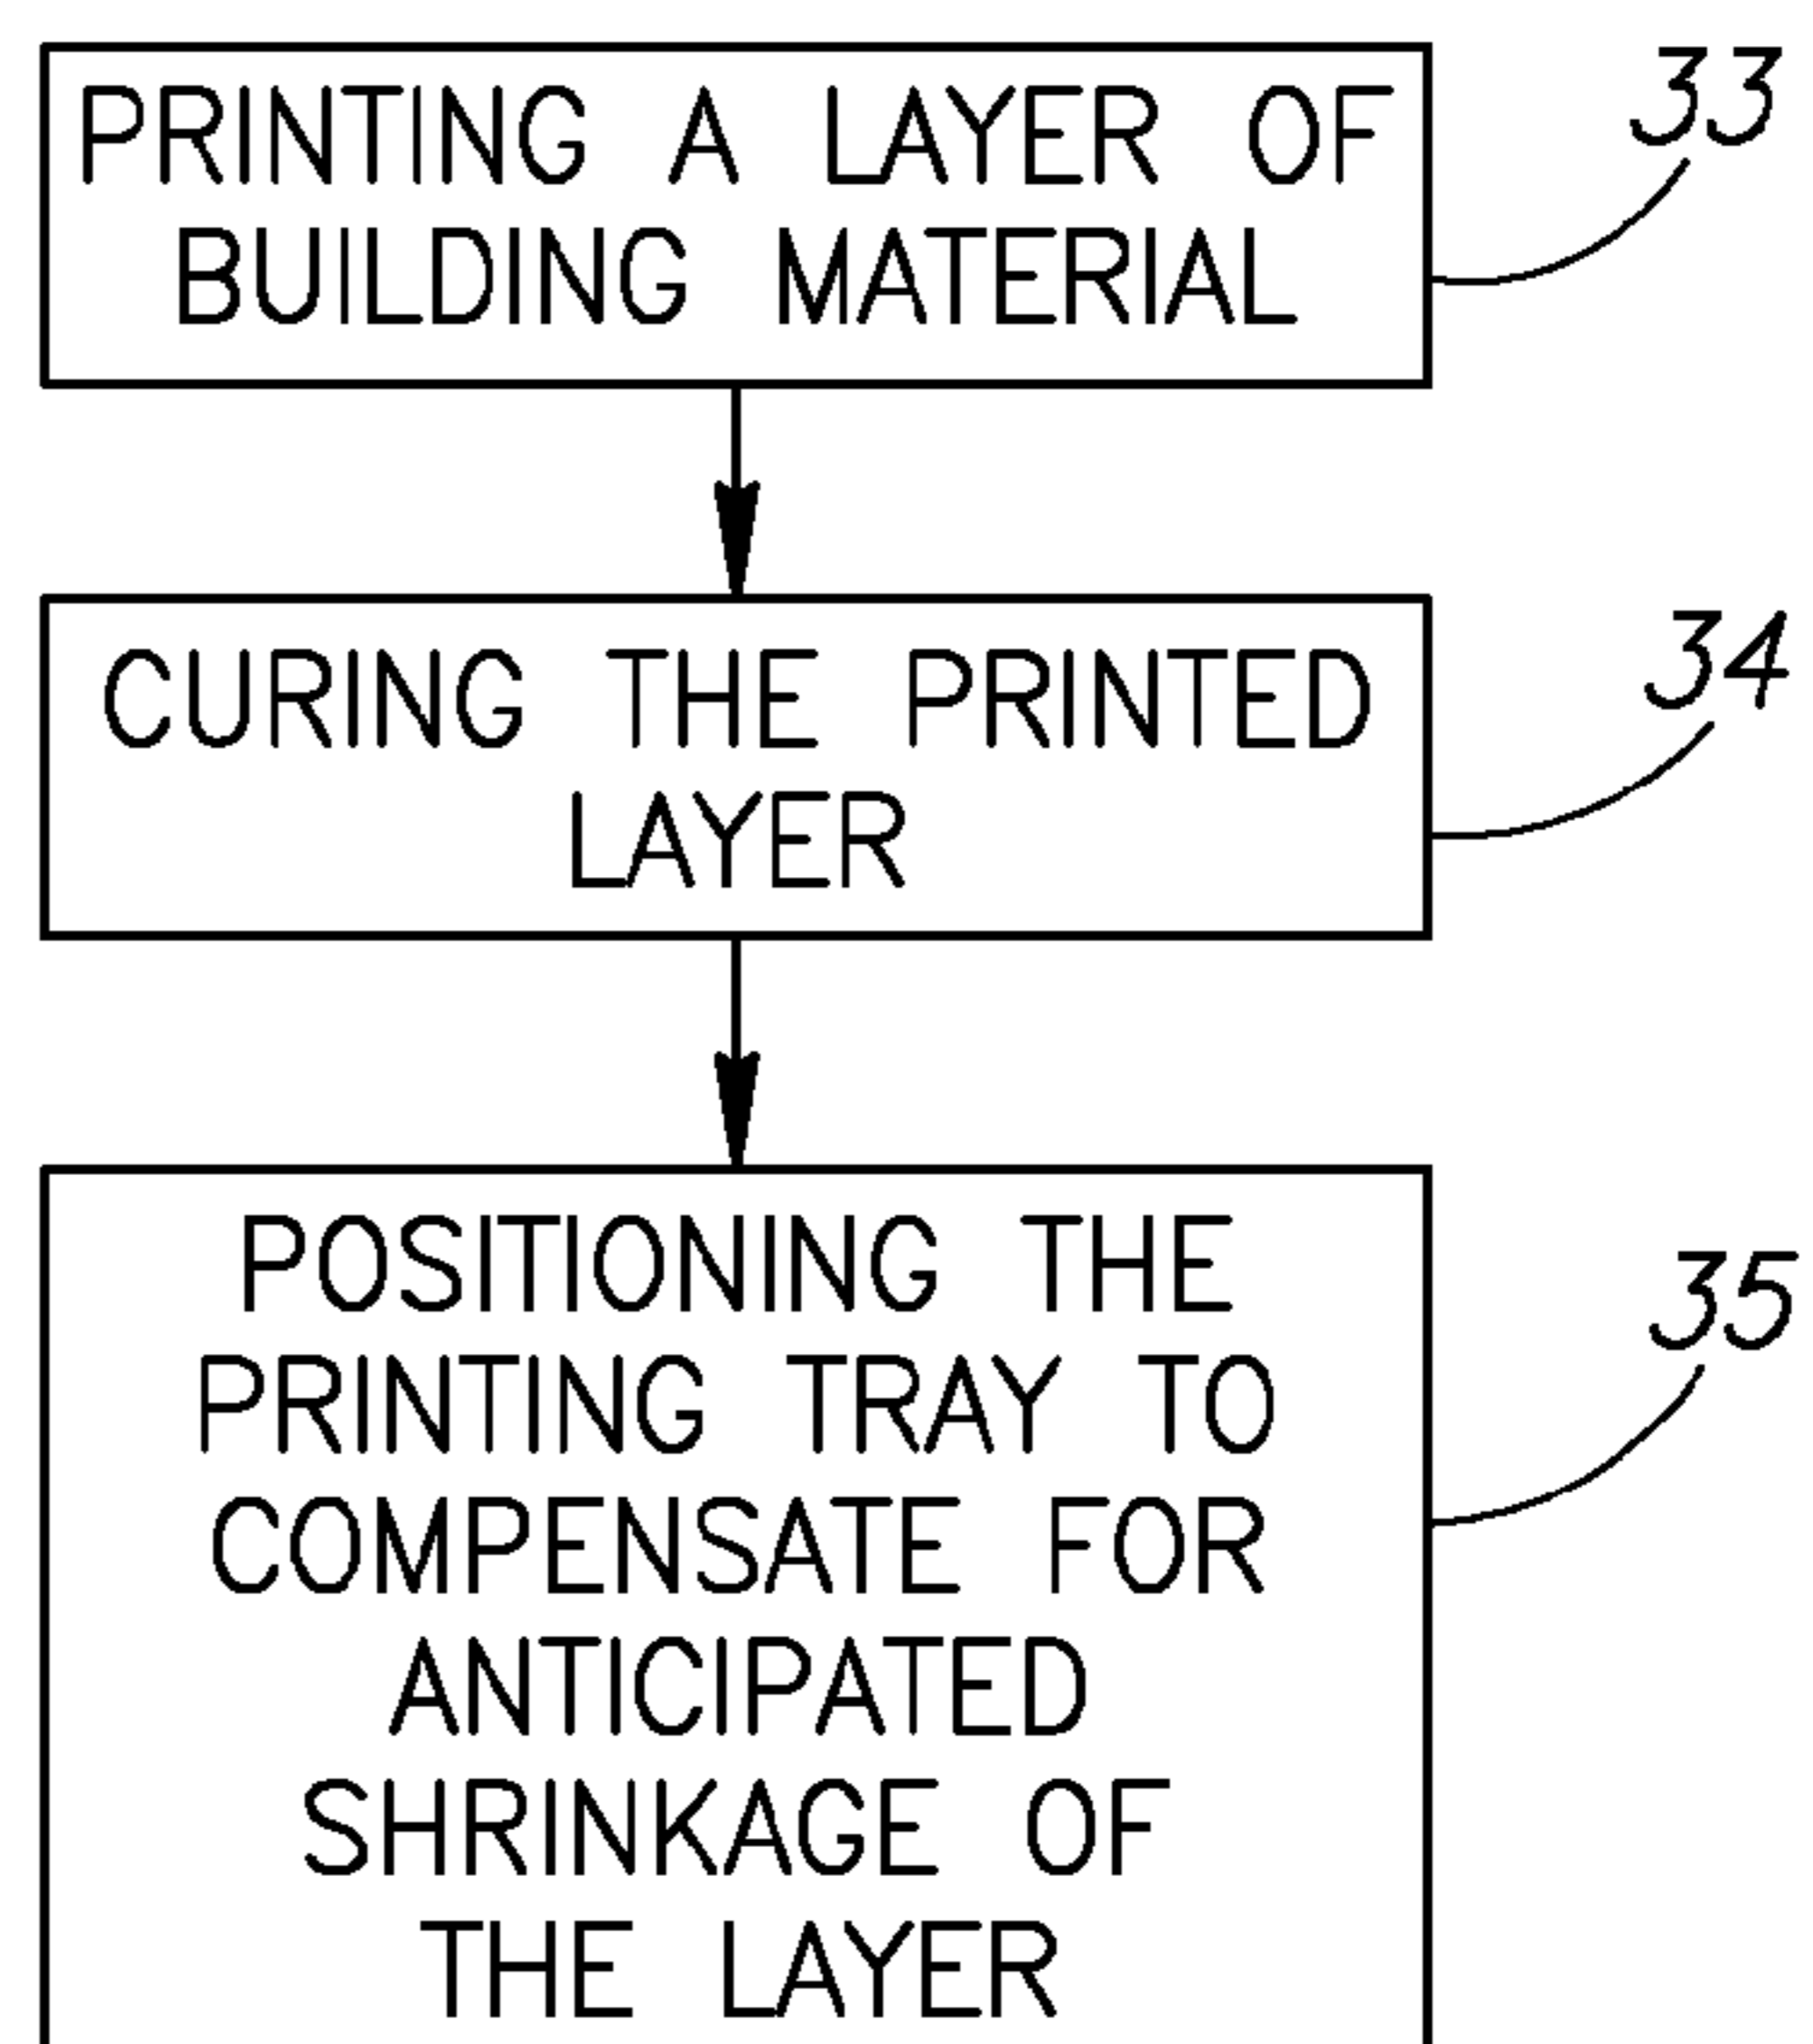 PRINTING A LAYER OF
BUILDING MATERIAL
33
CURING THE PRINTED
LAYER
34
POSITIONING THE
PRINTING TRAY TO
COMPENSATE FOR
ANTICIPATED
SHRINKAGE OF
THE LAYER
35